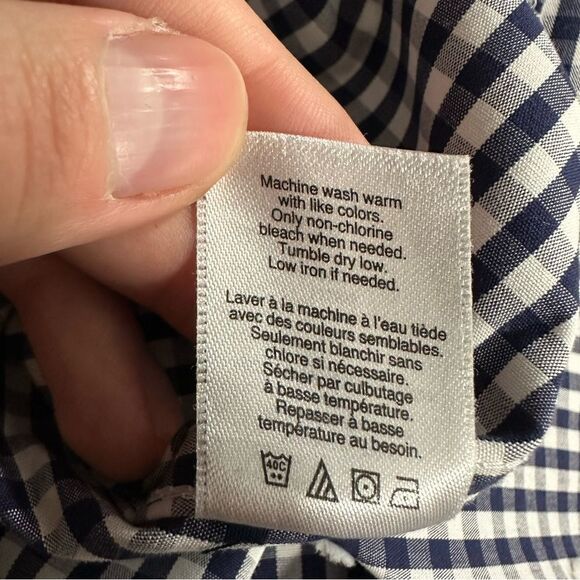 Machine wash warm
with like colors.
Only non-chlorine
bleach when needed.
Tumble dry low.
Low iron if needed.
Laver à la machine à l'eau tiède
avec des couleurs semblables.
Seulement blanchir sans
chlore si nécessaire.
Sécher par culbutage
à basse température.
Repasser à basse
température au besoin.
40C